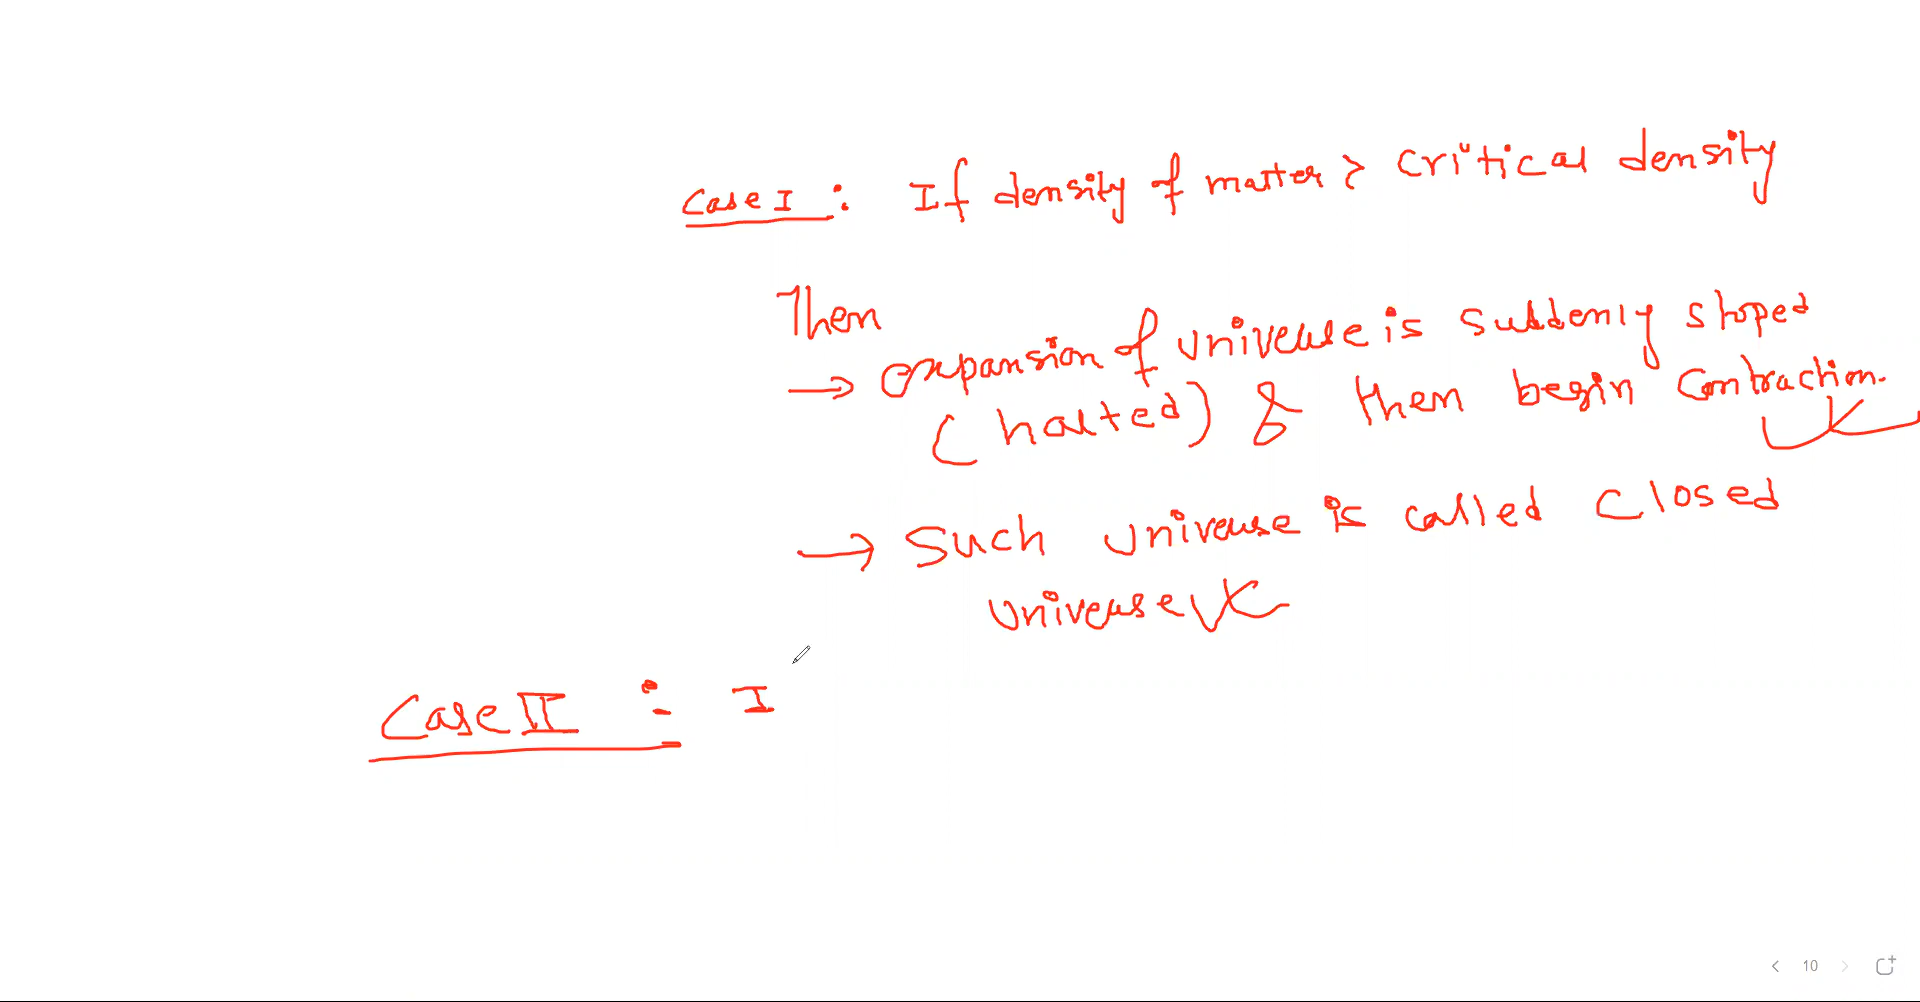 Case I : If density of matter > critical density
Then
→ expansion of universe is suddenly stoped
(halted) & then begin contraction.
→ Such universe is called closed
universe
Case II : I
10